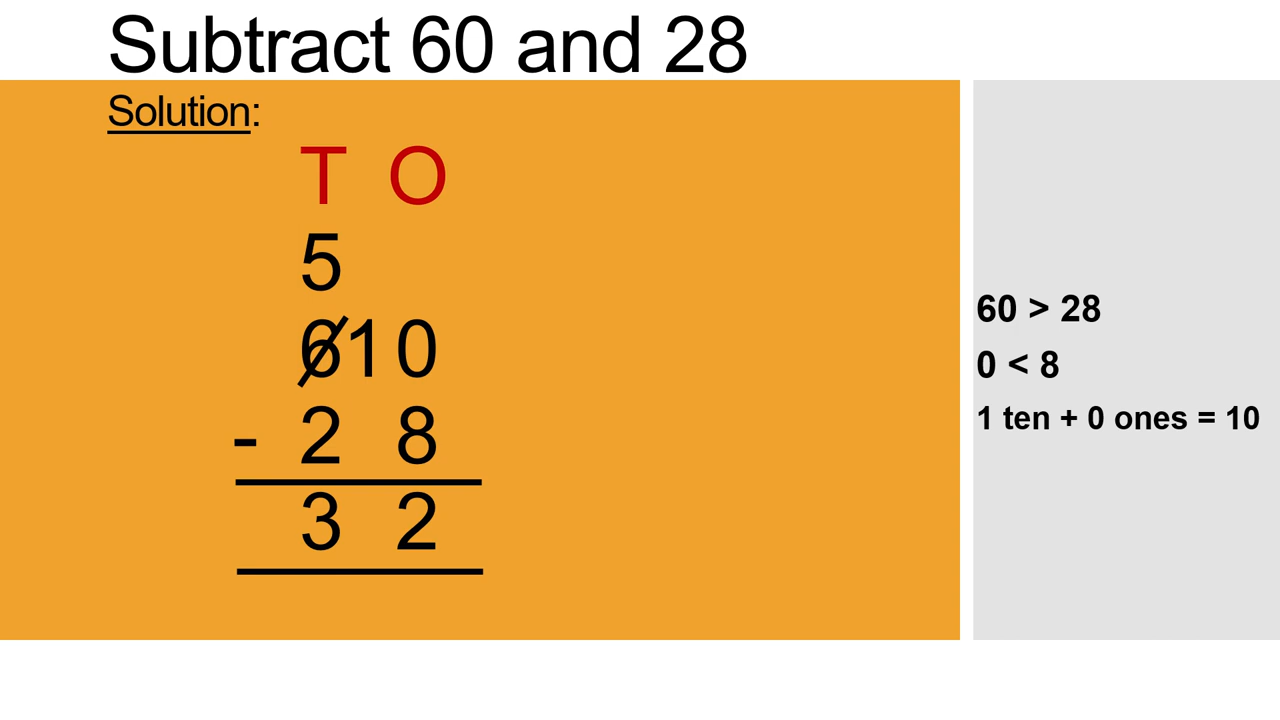 Subtract 60 and 28
Solution:
T O
5
610
- 2 8
3 2
60 > 28
0 < 8
1 ten + 0 ones = 10